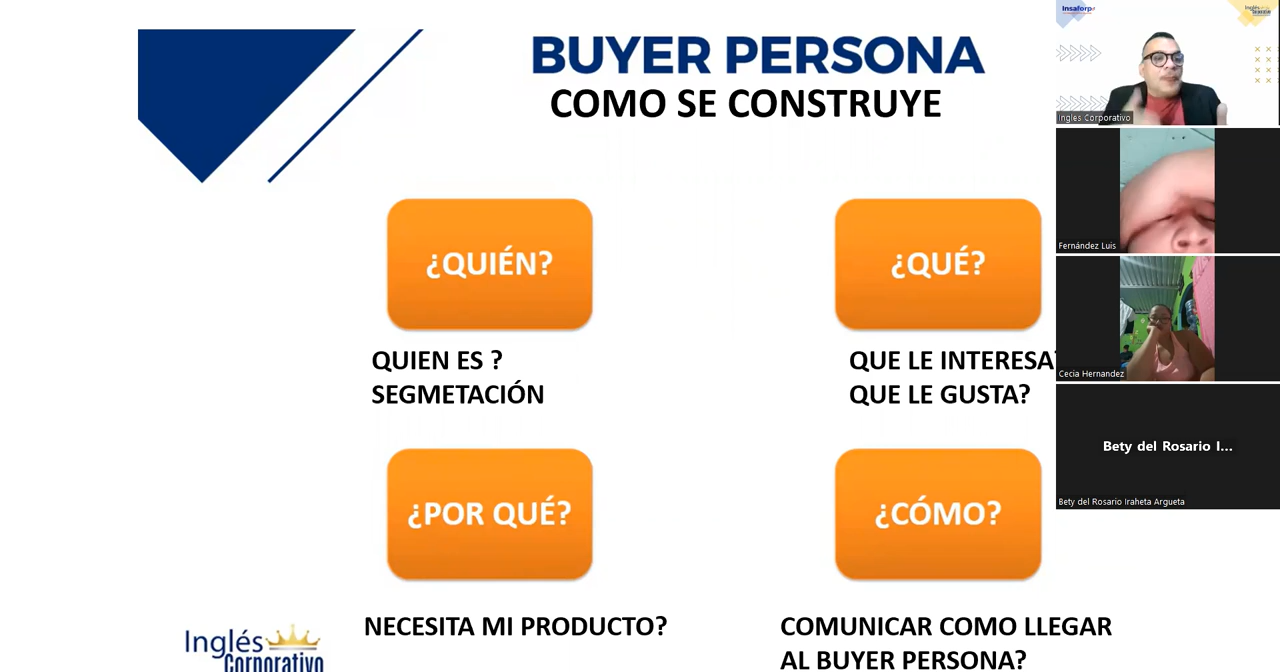 BUYER PERSONA
COMO SE CONSTRUYE
¿QUIÉN?
QUIEN ES ?
SEGMETACIÓN
¿QUÉ?
QUE LE INTERESA?
QUE LE GUSTA?
¿POR QUÉ?
NECESITA MI PRODUCTO?
¿CÓMO?
COMUNICAR COMO LLEGAR
AL BUYER PERSONA?
Inglés
Corporativo
Insaforp
Ingles Corporativo
Fernández Luis
Cecia Hernandez
Bety del Rosario I...
Bety del Rosario Iraheta Argueta